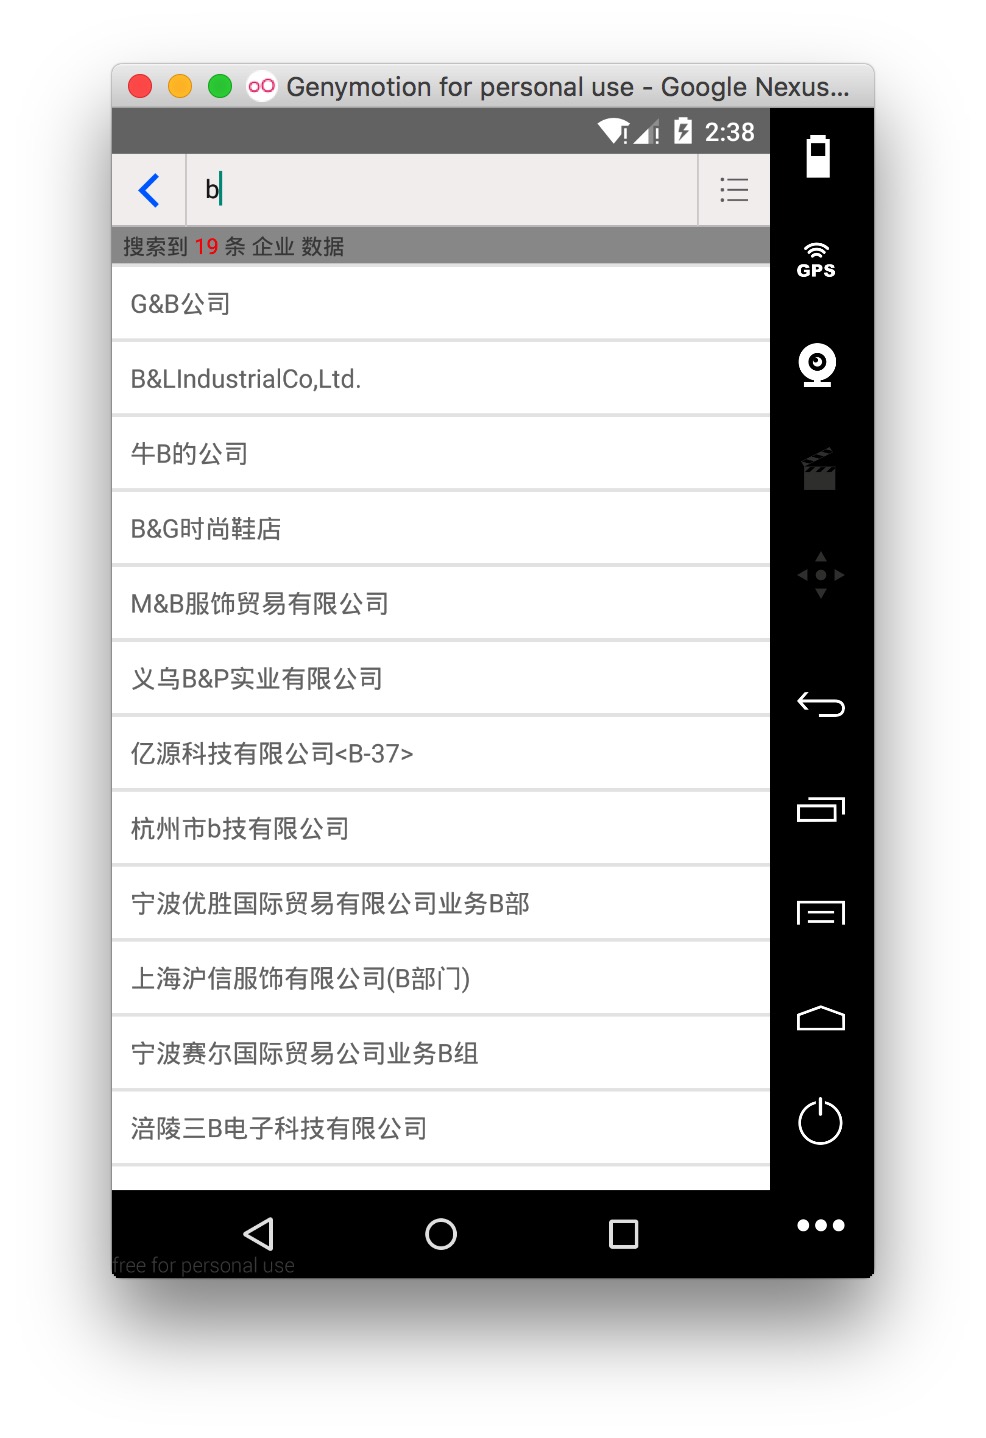 Genymotion for personal use - Google Nexus...
2:38
b
搜索到 19 条 企业 数据
G&B公司
B&LIndustrialCo,Ltd.
牛B的公司
B&G时尚鞋店
M&B服饰贸易有限公司
义乌B&P实业有限公司
亿源科技有限公司<B-37>
杭州市b技有限公司
宁波优胜国际贸易有限公司业务B部
上海沪信服饰有限公司(B部门)
宁波赛尔国际贸易公司业务B组
涪陵三B电子科技有限公司
GPS
free for personal use